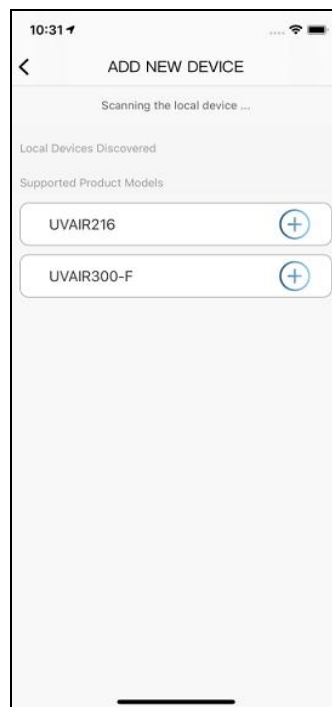 10:31
ADD NEW DEVICE
Scanning the local device ...
Local Devices Discovered
Supported Product Models
UVAIR216
UVAIR300-F